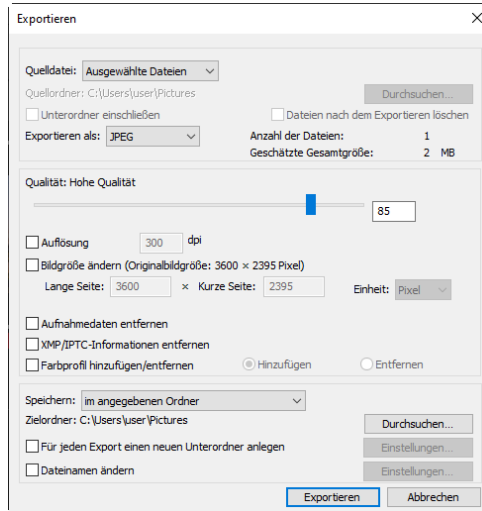 Exportieren
Quelldatei: Ausgewählte Dateien
Quellordner: C:\Users\user\Pictures Durchsuchen...
Unterordner einschließen Dateien nach dem Exportieren löschen
Exportieren als: JPEG Anzahl der Dateien: 1
Geschätzte Gesamtgröße: 2 MB
Qualität: Hohe Qualität
85
Auflösung 300 dpi
Bildgröße ändern (Originalbildgröße: 3600 × 2395 Pixel)
Lange Seite: 3600 × Kurze Seite: 2395 Einheit: Pixel
Aufnahmedaten entfernen
XMP/IPTC-Informationen entfernen
Farbprofil hinzufügen/entfernen Hinzufügen Entfernen
Speichern: im angegebenen Ordner
Zielordner: C:\Users\user\Pictures Durchsuchen...
Für jeden Export einen neuen Unterordner anlegen Einstellungen...
Dateinamen ändern Einstellungen...
Exportieren Abbrechen